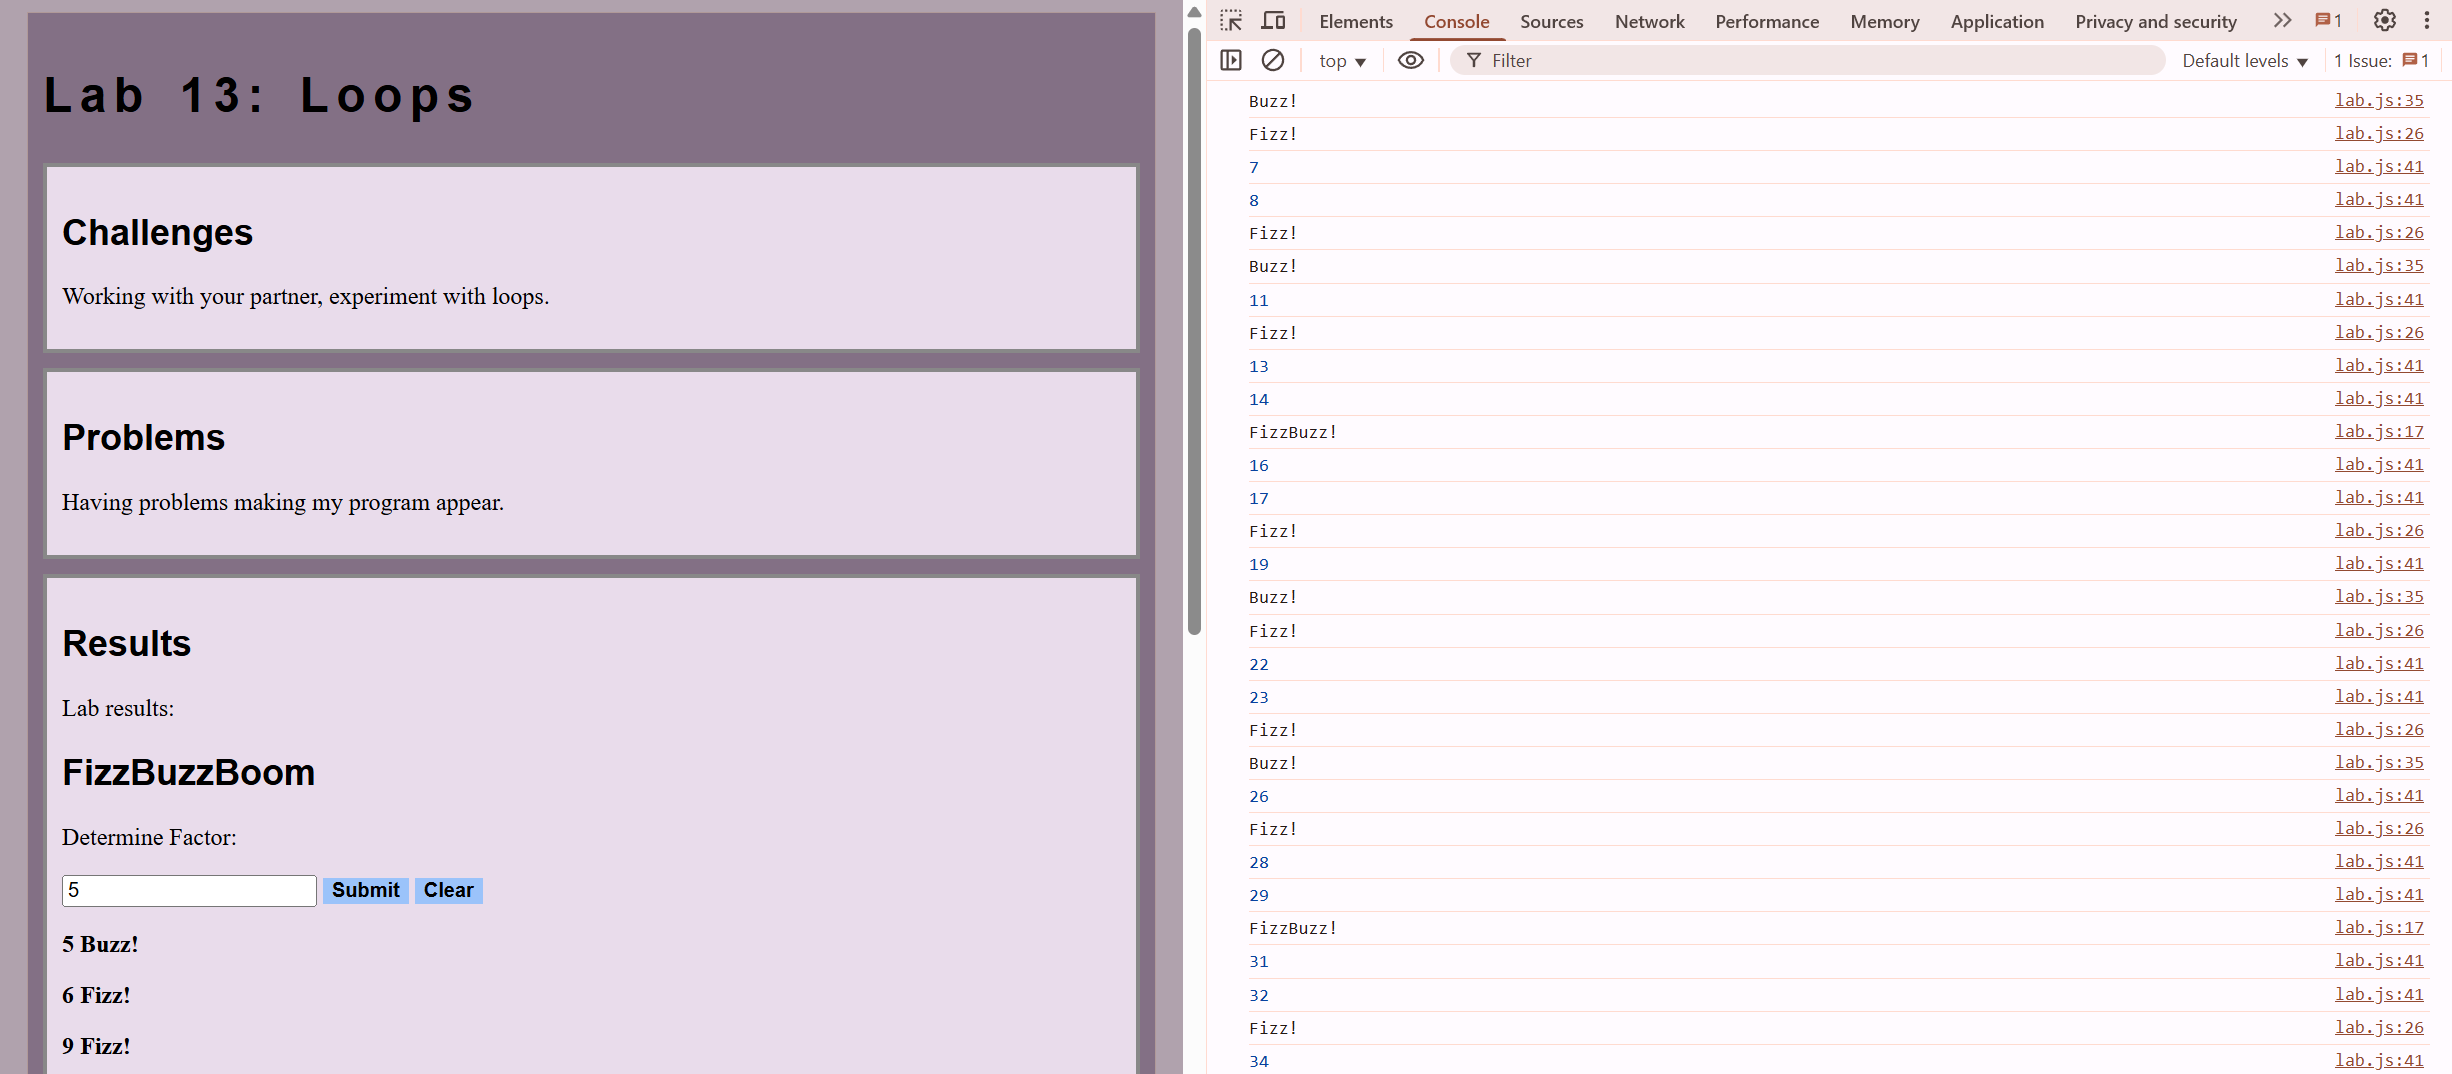 Lab 13: Loops
Challenges
Working with your partner, experiment with loops.
Problems
Having problems making my program appear.
Results
Lab results:
FizzBuzzBoom
Determine Factor:
5 Submit Clear
5 Buzz!
6 Fizz!
9 Fizz!
Elements Console Sources Network Performance Memory Application Privacy and security 1
top Filter Default levels 1 Issue: 1
Buzz! lab.js:35
Fizz! lab.js:26
7 lab.js:41
8 lab.js:41
Fizz! lab.js:26
Buzz! lab.js:35
11 lab.js:41
Fizz! lab.js:26
13 lab.js:41
14 lab.js:41
FizzBuzz! lab.js:17
16 lab.js:41
17 lab.js:41
Fizz! lab.js:26
19 lab.js:41
Buzz! lab.js:35
Fizz! lab.js:26
22 lab.js:41
23 lab.js:41
Fizz! lab.js:26
Buzz! lab.js:35
26 lab.js:41
Fizz! lab.js:26
28 lab.js:41
29 lab.js:41
FizzBuzz! lab.js:17
31 lab.js:41
32 lab.js:41
Fizz! lab.js:26
34 lab.js:41